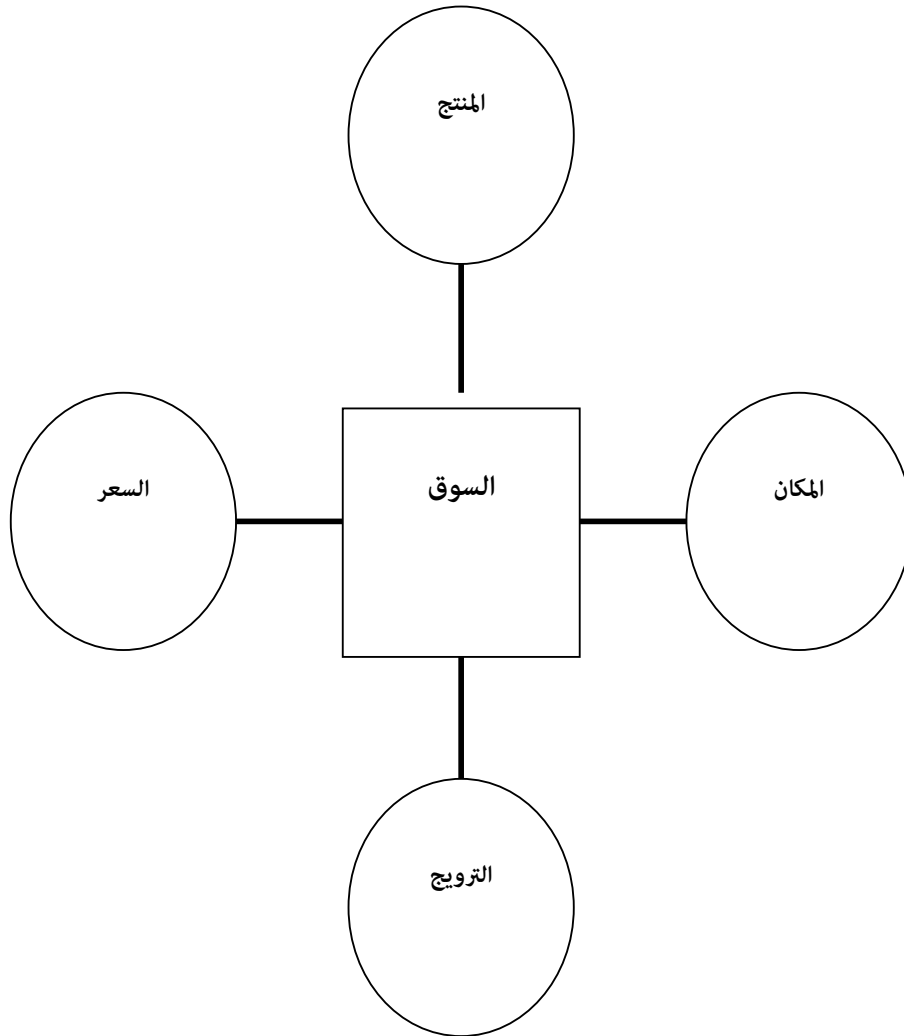 المنتج
المكان
السوق
السعر
الترويج